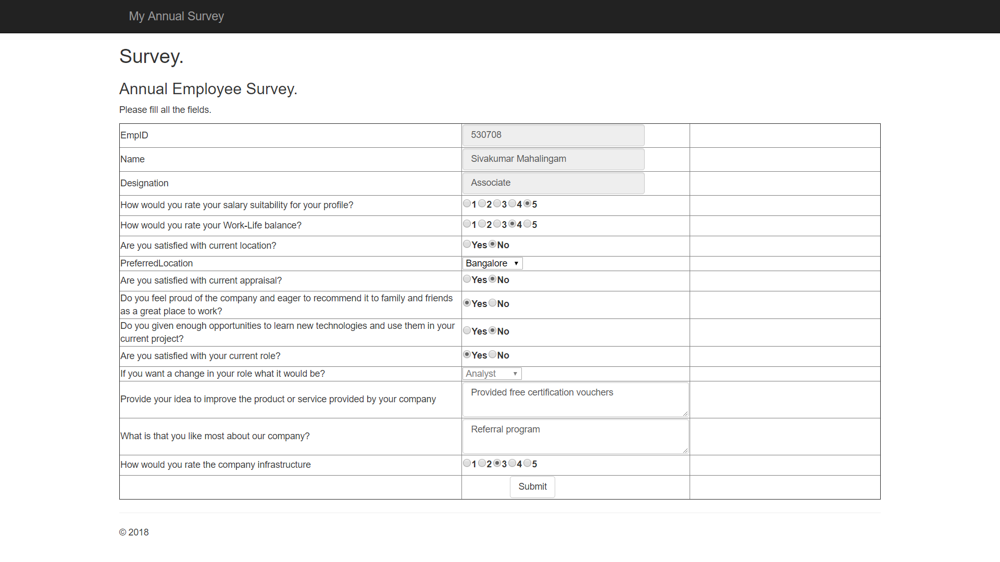 My Annual Survey
Survey.
Annual Employee Survey.
Please fill all the fields.
EmpID 530708
Name Sivakumar Mahalingam
Designation Associate
How would you rate your salary suitability for your profile? 1 2 3 4 5
How would you rate your Work-Life balance? 1 2 3 4 5
Are you satisfied with current location? Yes No
PreferredLocation Bangalore
Are you satisfied with current appraisal? Yes No
Do you feel proud of the company and eager to recommend it to family and friends
as a great place to work? Yes No
Do you given enough opportunities to learn new technologies and use them in your
current project? Yes No
Are you satisfied with your current role? Yes No
If you want a change in your role what it would be? Analyst
Provide your idea to improve the product or service provided by your company Provided free certification vouchers
What is that you like most about our company? Referral program
How would you rate the company infrastructure 1 2 3 4 5
Submit
© 2018